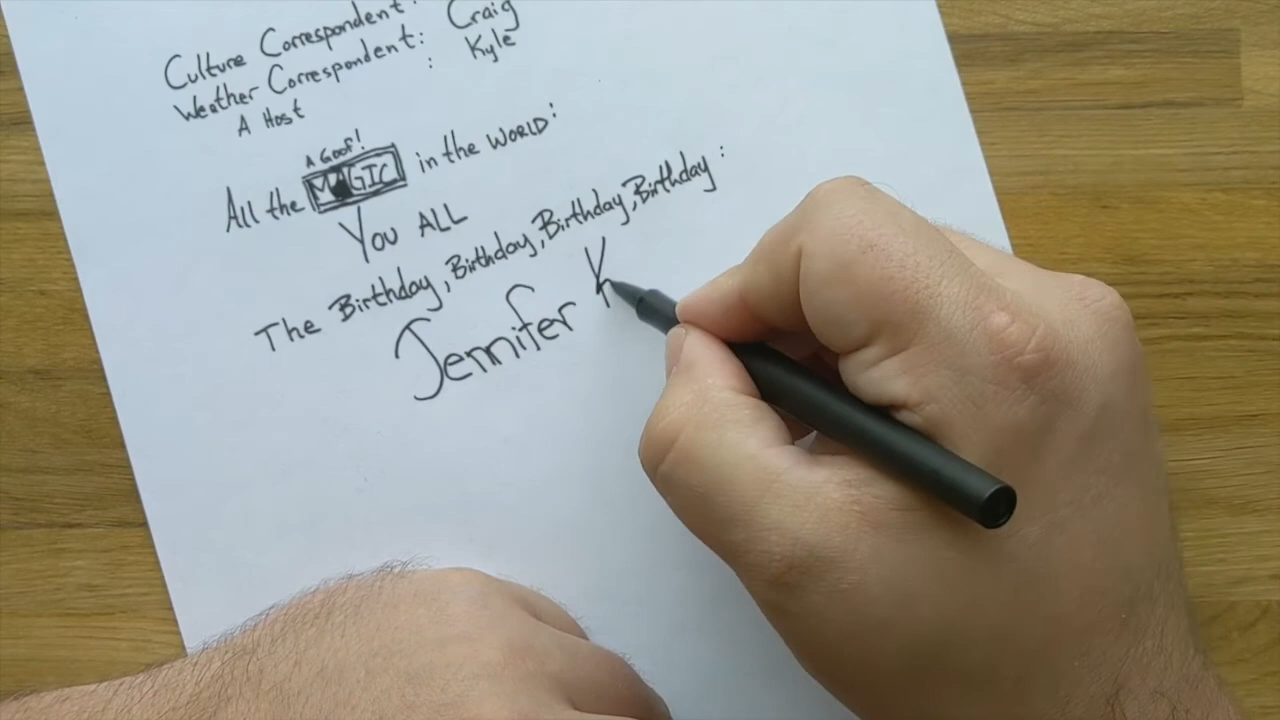 Culture Correspondent: Craig
Weather Correspondent: Kyle
A Host :
A GOOF!
All the MAGIC in the WORLD:
YOU ALL
The Birthday, Birthday, Birthday, Birthday:
Jennifer K